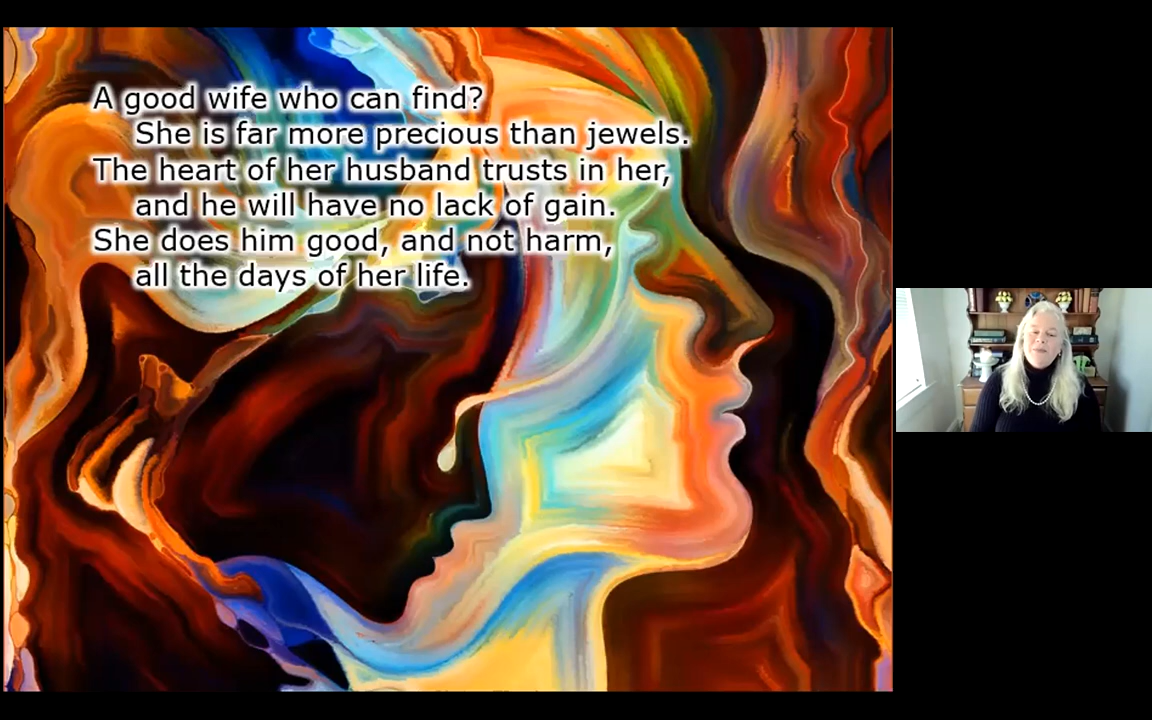 A good wife who can find?
She is far more precious than jewels.
The heart of her husband trusts in her,
and he will have no lack of gain.
She does him good, and not harm,
all the days of her life.